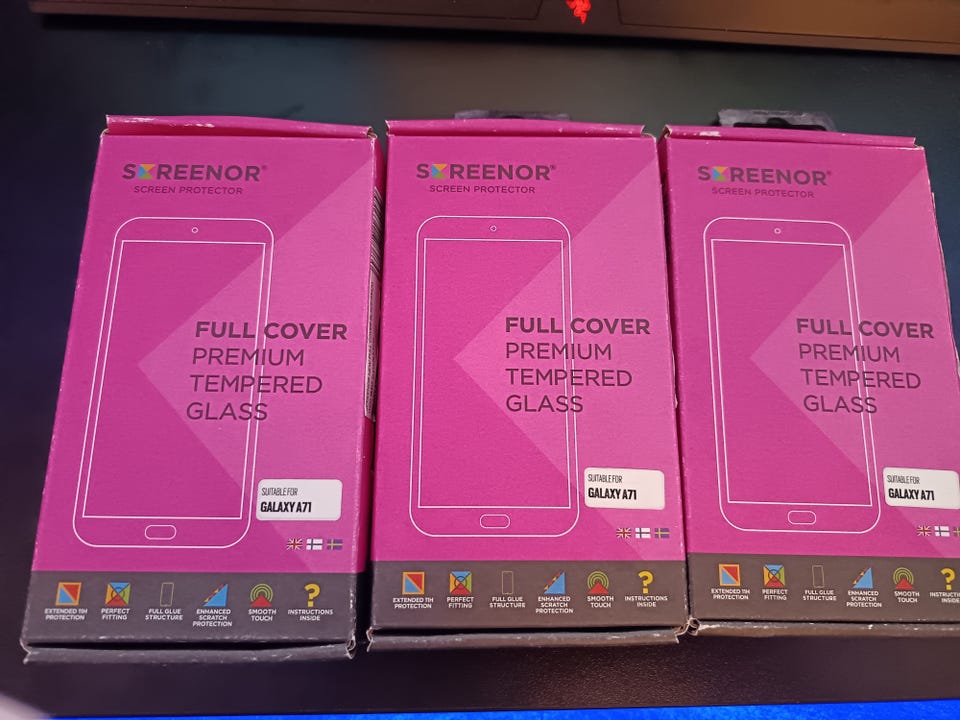 SCREENOR®
SCREEN PROTECTOR
FULL COVER
PREMIUM
TEMPERED
GLASS
SUITABLE FOR
GALAXY A71
EXTENDED 11H
PROTECTION
PERFECT
FITTING
FULL GLUE
STRUCTURE
ENHANCED
SCRATCH
PROTECTION
SMOOTH
TOUCH
?
INSTRUCTIONS
INSIDE
SCREENOR®
SCREEN PROTECTOR
FULL COVER
PREMIUM
TEMPERED
GLASS
SUITABLE FOR
GALAXY A71
EXTENDED 11H
PROTECTION
PERFECT
FITTING
FULL GLUE
STRUCTURE
ENHANCED
SCRATCH
PROTECTION
SMOOTH
TOUCH
?
INSTRUCTIONS
INSIDE
SCREENOR®
SCREEN PROTECTOR
FULL COVER
PREMIUM
TEMPERED
GLASS
SUITABLE FOR
GALAXY A71
EXTENDED 11H
PROTECTION
PERFECT
FITTING
FULL GLUE
STRUCTURE
ENHANCED
SCRATCH
PROTECTION
SMOOTH
TOUCH
?
INSIDE